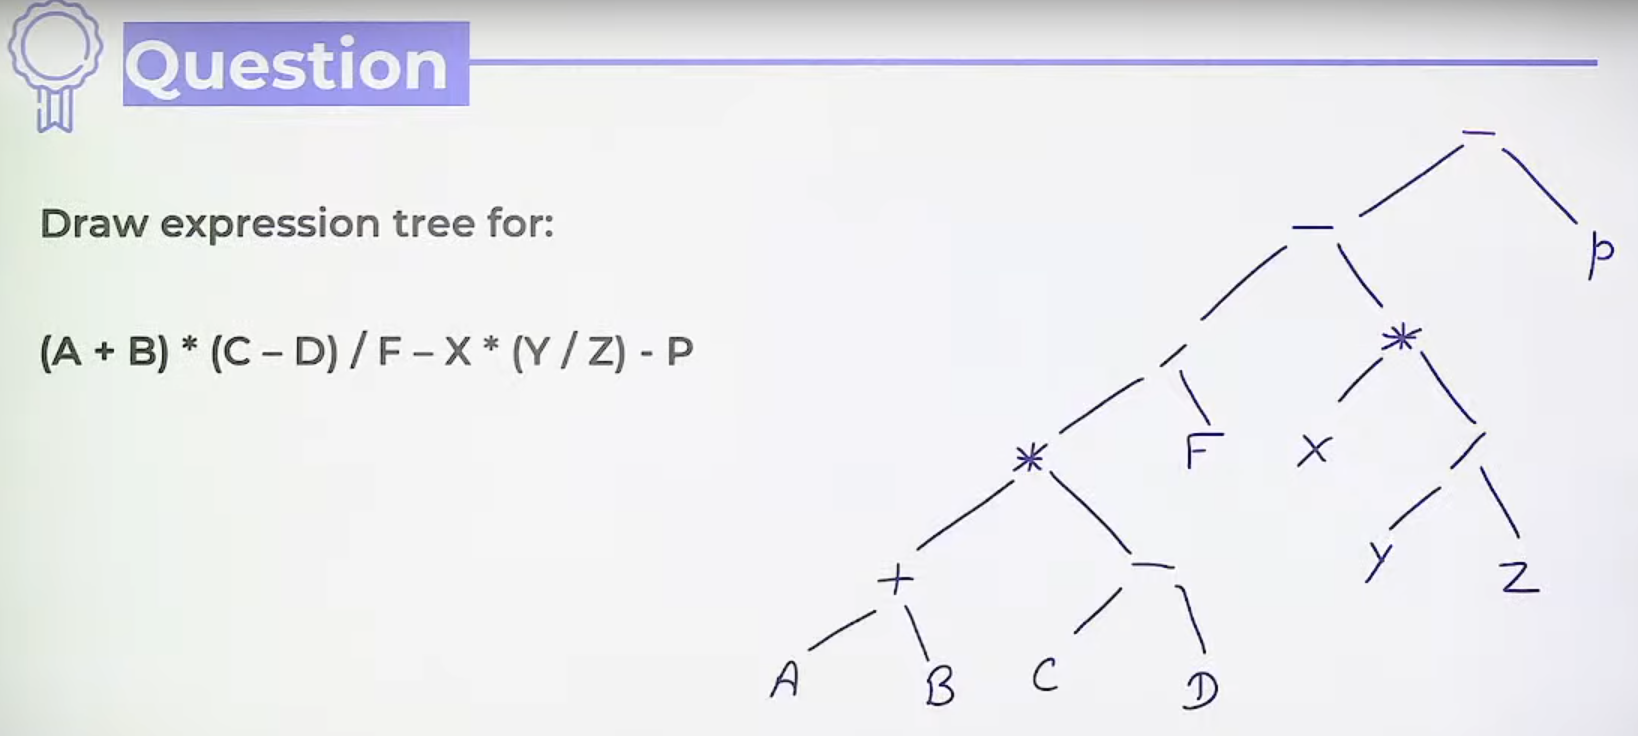 Question
Draw expression tree for:
(A + B) * (C – D) / F – X * (Y / Z) - P
–
– p
/ *
* F X /
+ – Y Z
A B C D